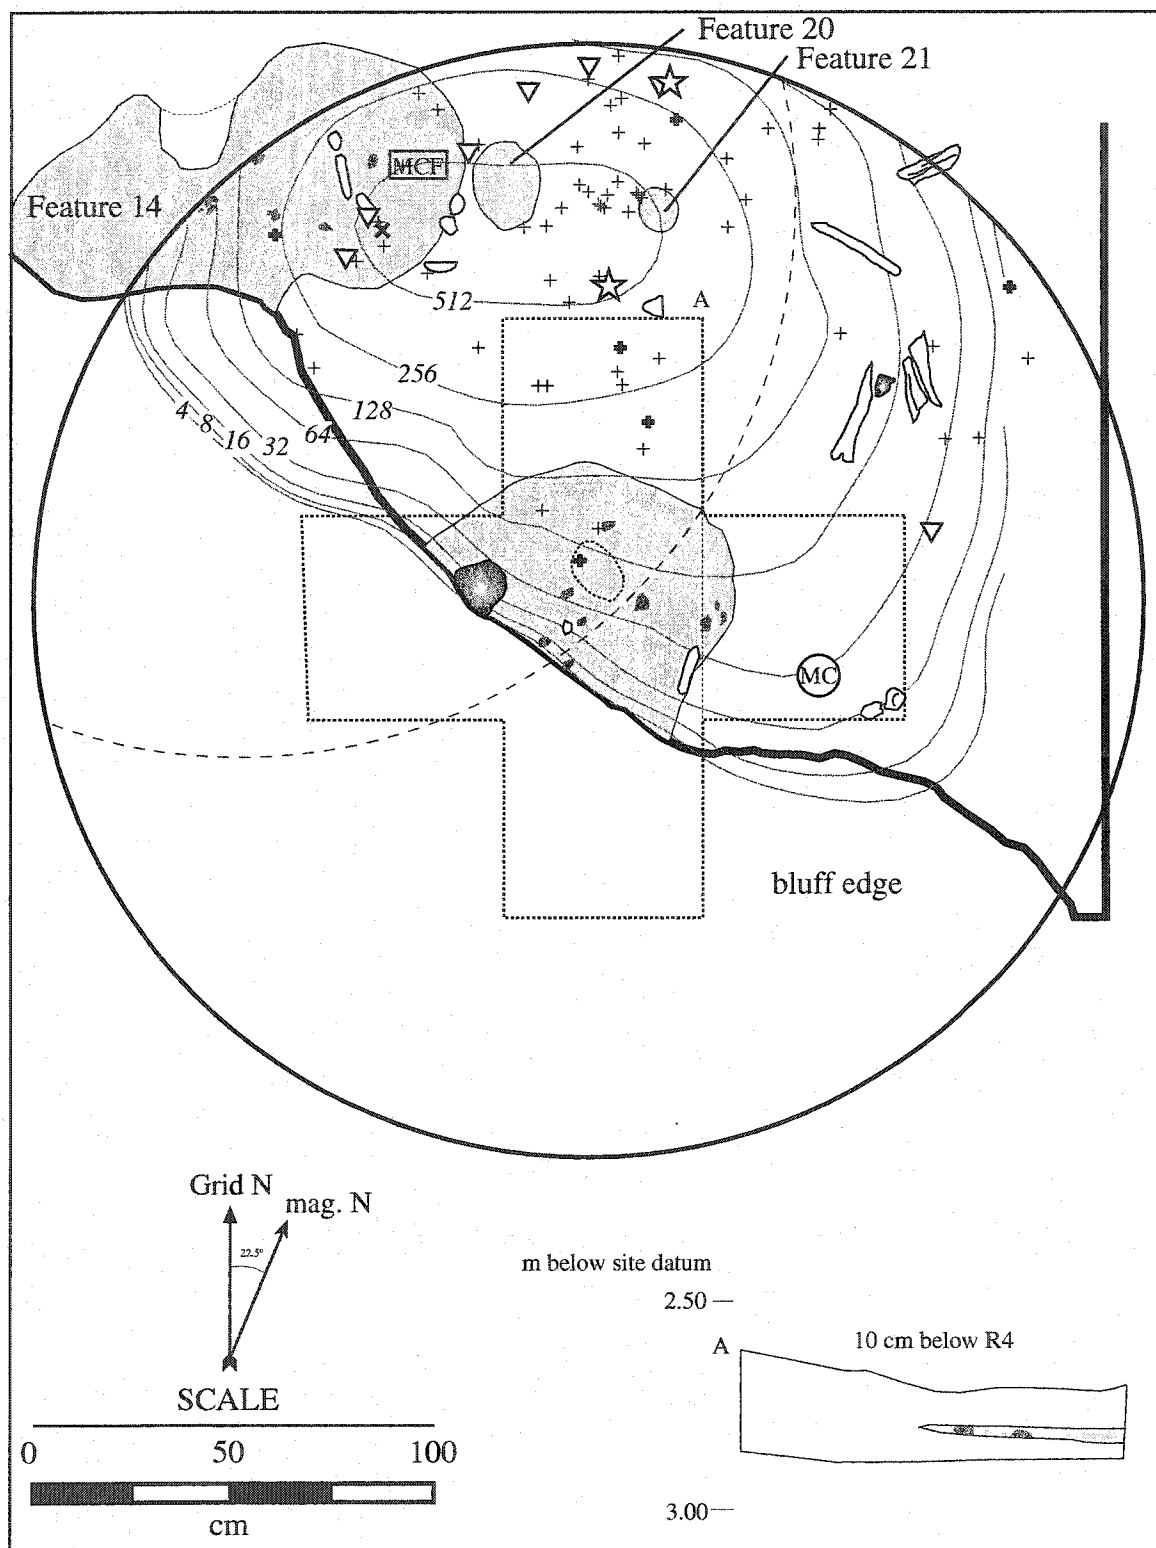 Feature 20
Feature 21
MCF
Feature 14
512
A
256
128
4
8
16
32
64
MC
bluff edge
Grid N
mag. N
22.5°
m below site datum
2.50
A
10 cm below R4
SCALE
0 50 100
3.00
cm